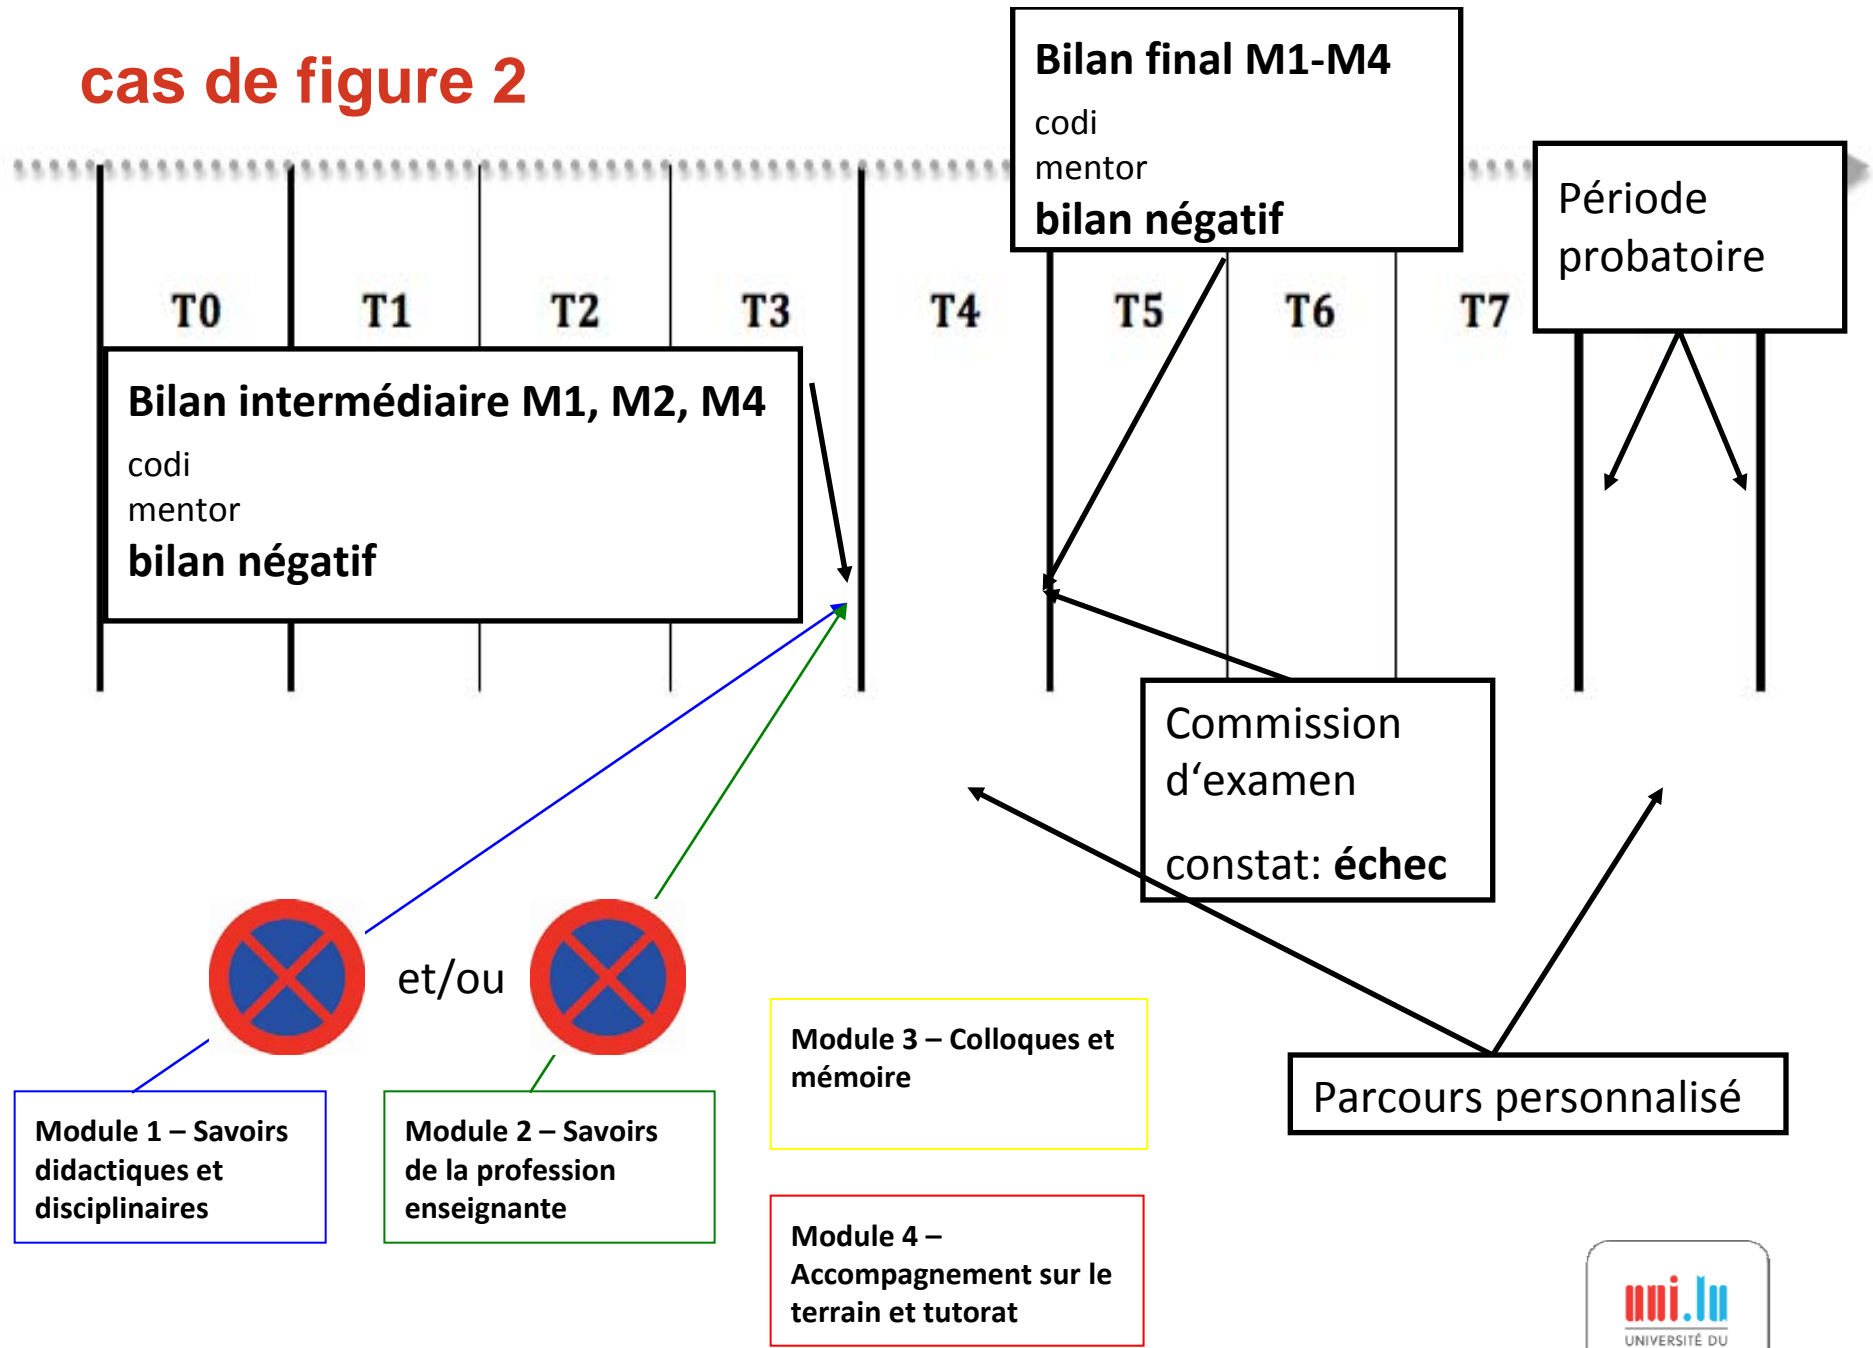 cas de figure 2
Bilan final M1-M4
codi
mentor
bilan négatif
Période
probatoire
T0
T1
T2
T3
T4
T5
T6
T7
Bilan intermédiaire M1, M2, M4
codi
mentor
bilan négatif
Commission
d‘examen
constat: échec
et/ou
Module 3 – Colloques et
mémoire
Parcours personnalisé
Module 1 – Savoirs
didactiques et
disciplinaires
Module 2 – Savoirs
de la profession
enseignante
Module 4 –
Accompagnement sur le
terrain et tutorat
uni.lu
UNIVERSITÉ DU